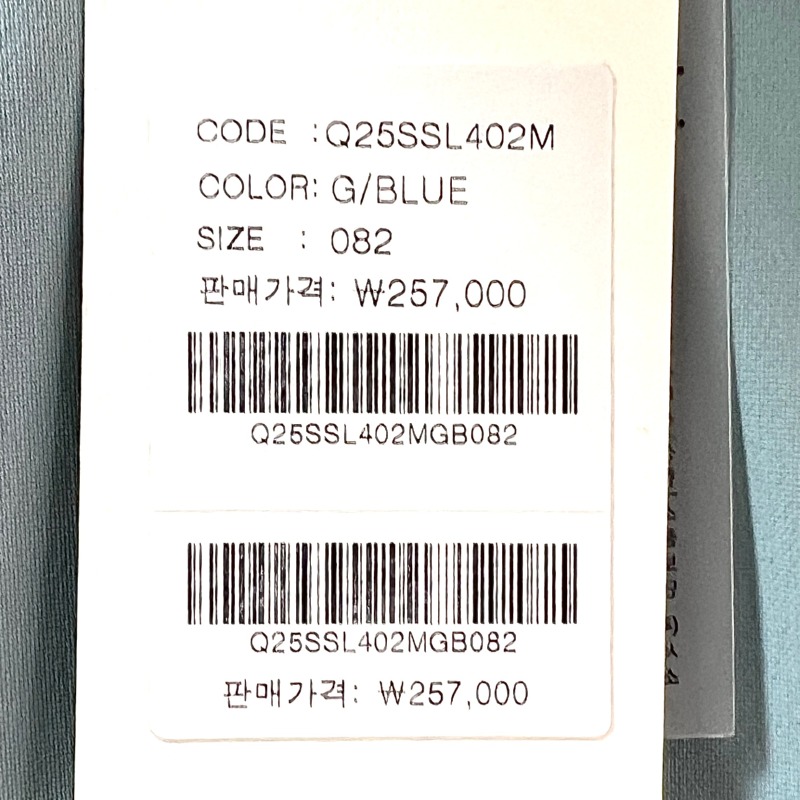 CODE :Q25SSL402M
COLOR: G/BLUE
SIZE : 082
판매가격: ₩257,000
Q25SSL402MGB082
Q25SSL402MGB082
판매가격: ₩257,000